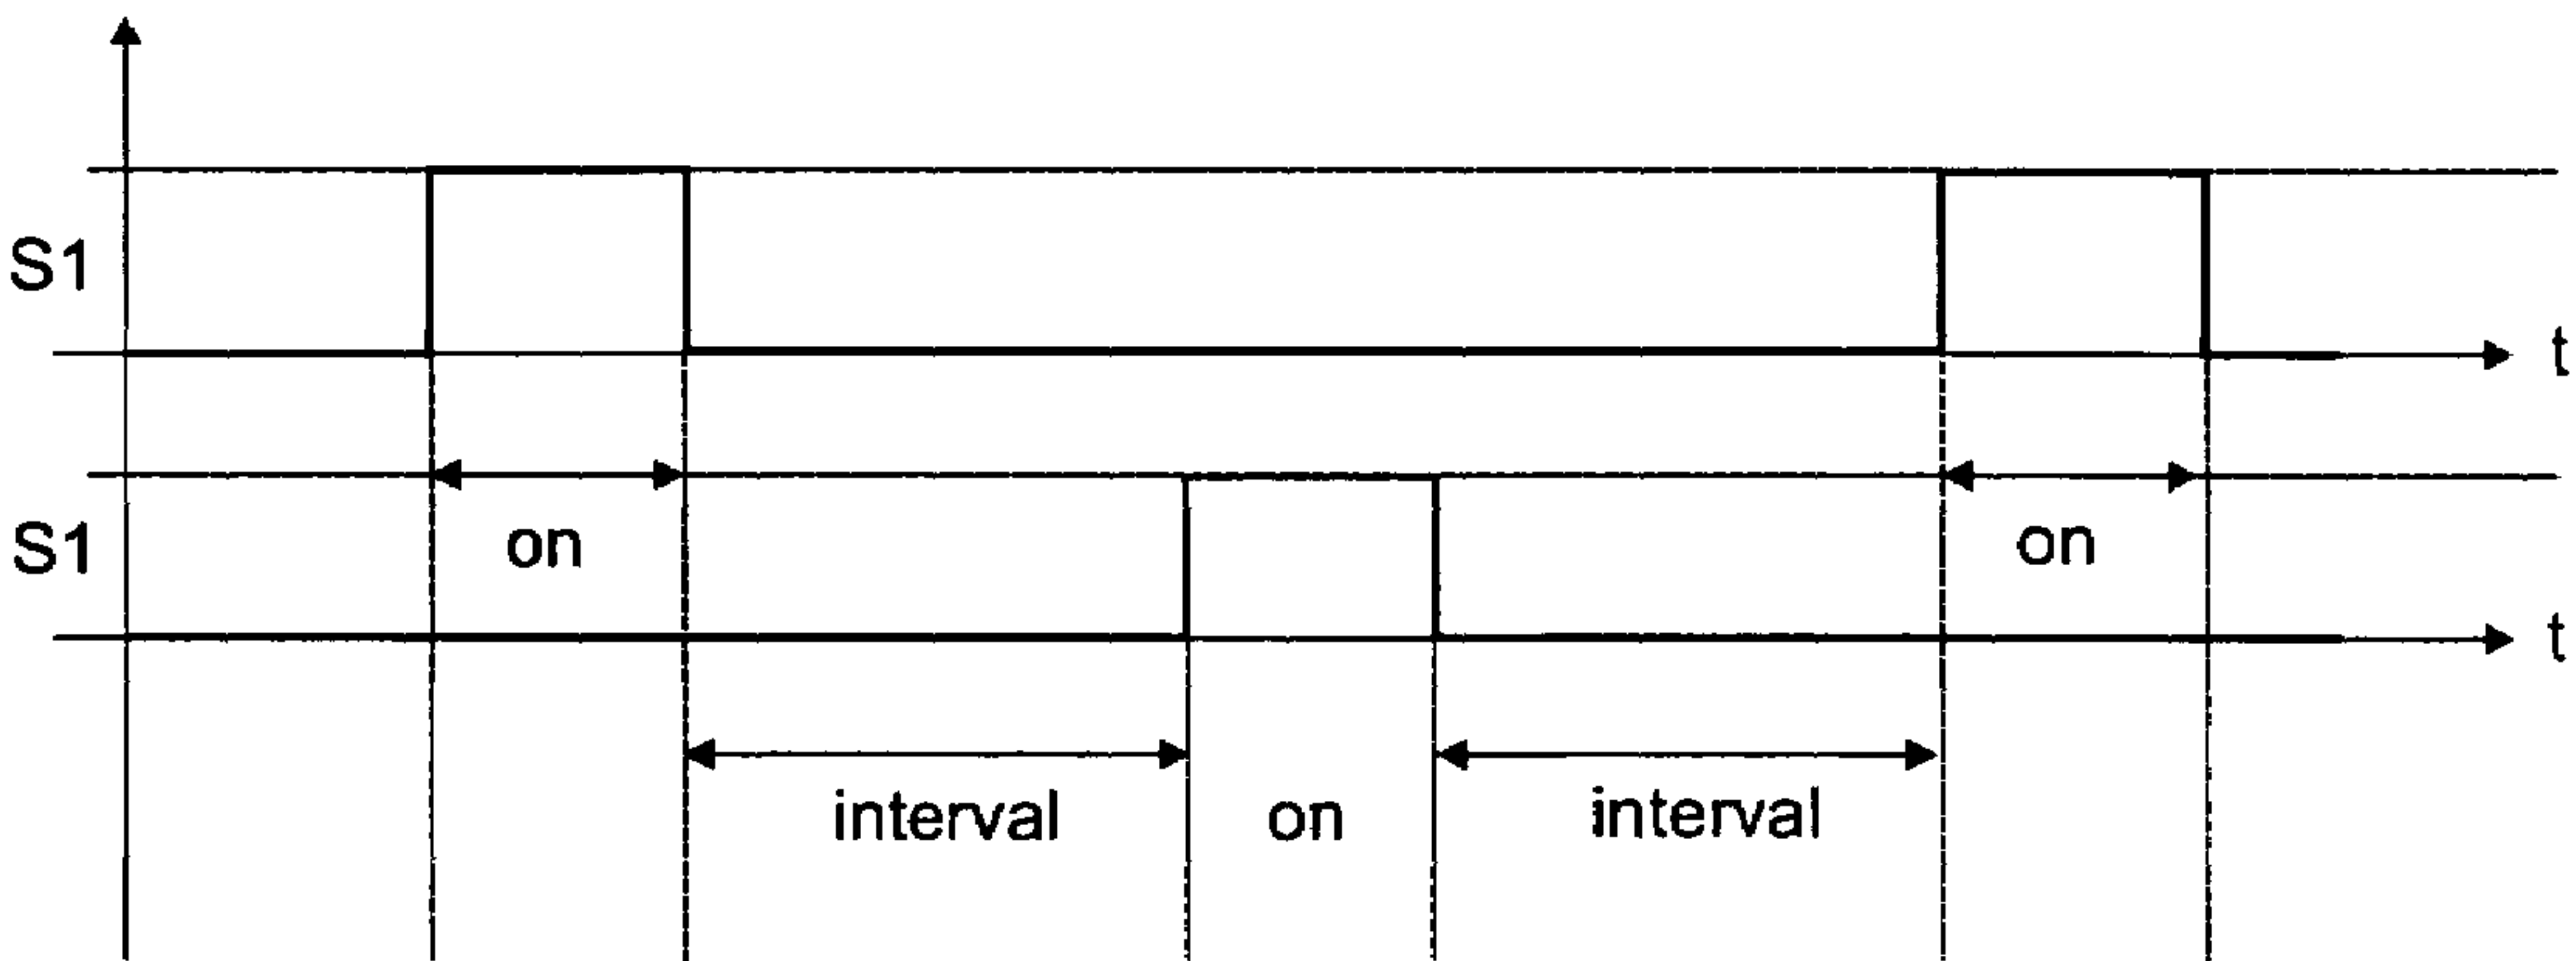 S1
t
S1
on
on
t
interval
on
interval